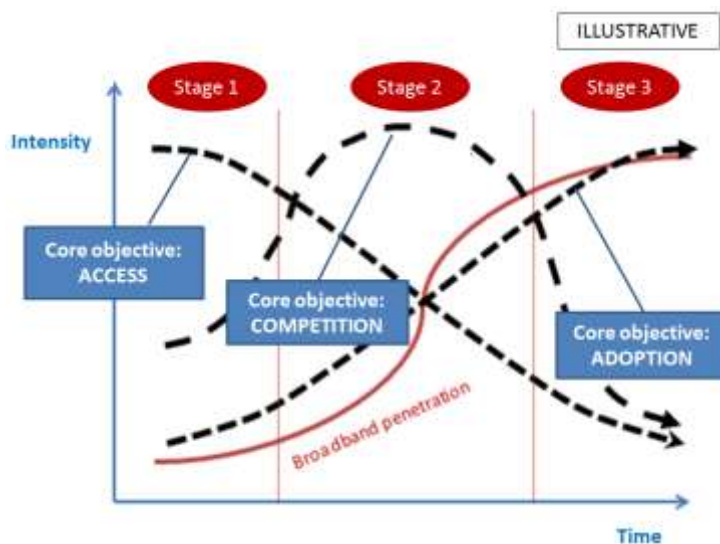 ILLUSTRATIVE
Stage 1
Stage 2
Stage 3
Intensity
Core objective:
ACCESS
Core objective:
COMPETITION
Core objective:
ADOPTION
Broadband penetration
Time